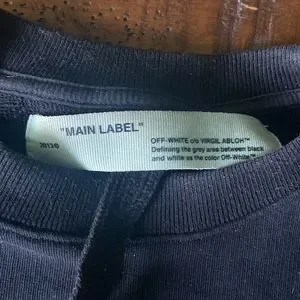 "MAIN LABEL"
2013©
OFF-WHITE c/o VIRGIL ABLOH™
Defining the grey area between black
and white as the color Off-White™